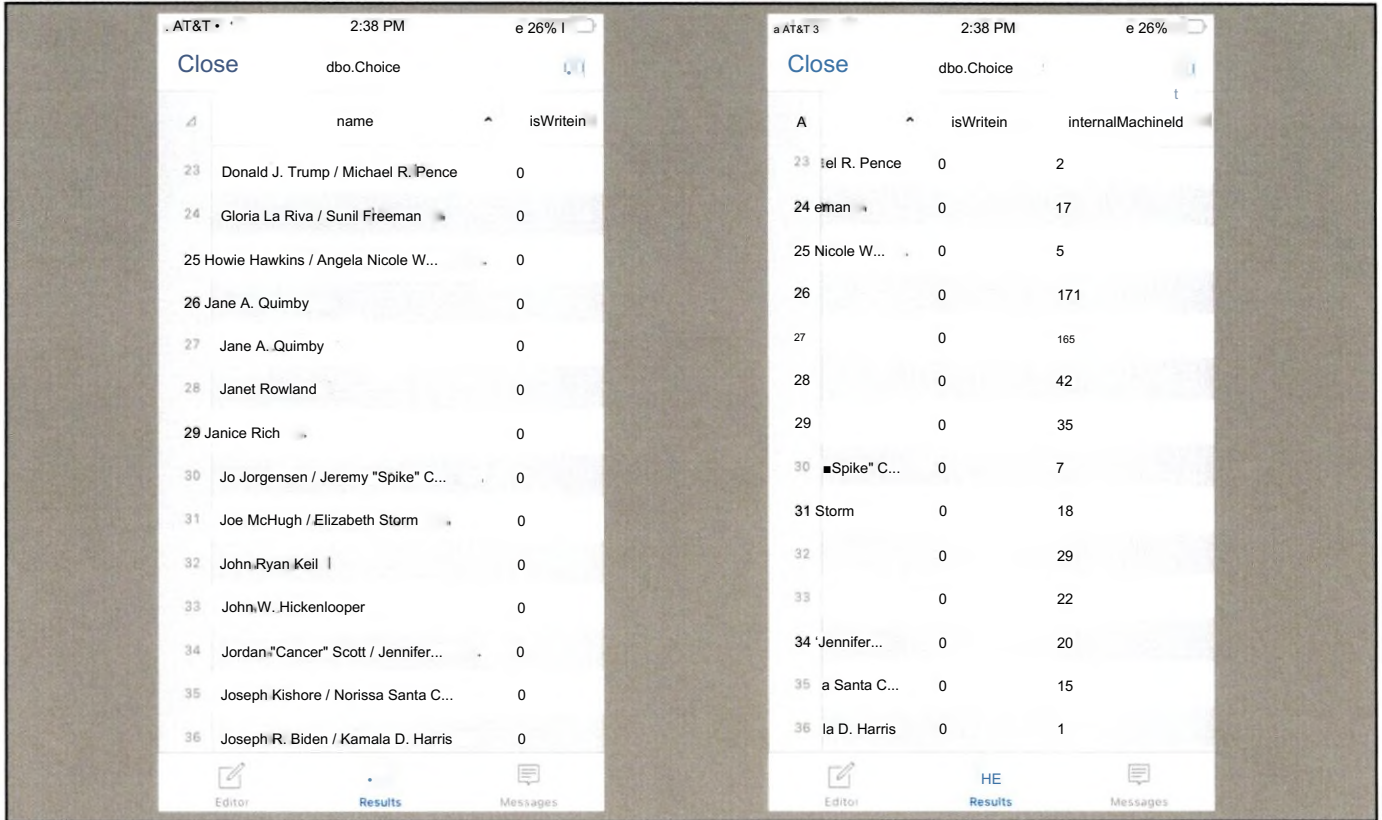 . AT&T • ' 2:38 PM e 26% I
Close dbo.Choice
name ^ isWritein
23 Donald J. Trump / Michael R. Pence 0
24 Gloria La Riva / Sunil Freeman 0
25 Howie Hawkins / Angela Nicole W... 0
26 Jane A. Quimby 0
27 Jane A. Quimby 0
28 Janet Rowland 0
29 Janice Rich 0
30 Jo Jorgensen / Jeremy "Spike" C... 0
31 Joe McHugh / Elizabeth Storm 0
32 John Ryan Keil 0
33 John W. Hickenlooper 0
34 Jordan "Cancer" Scott / Jennifer... 0
35 Joseph Kishore / Norissa Santa C... 0
36 Joseph R. Biden / Kamala D. Harris 0
Editor Results Messages
a AT&T 3 2:38 PM e 26%
Close dbo.Choice
t
A ^ isWritein internalMachineId
23 el R. Pence 0 2
24 eman 0 17
25 Nicole W... 0 5
26 0 171
27 0 165
28 0 42
29 0 35
30 ■Spike" C... 0 7
31 Storm 0 18
32 0 29
33 0 22
34 'Jennifer... 0 20
35 a Santa C... 0 15
36 la D. Harris 0 1
HE
Editor Results Messages